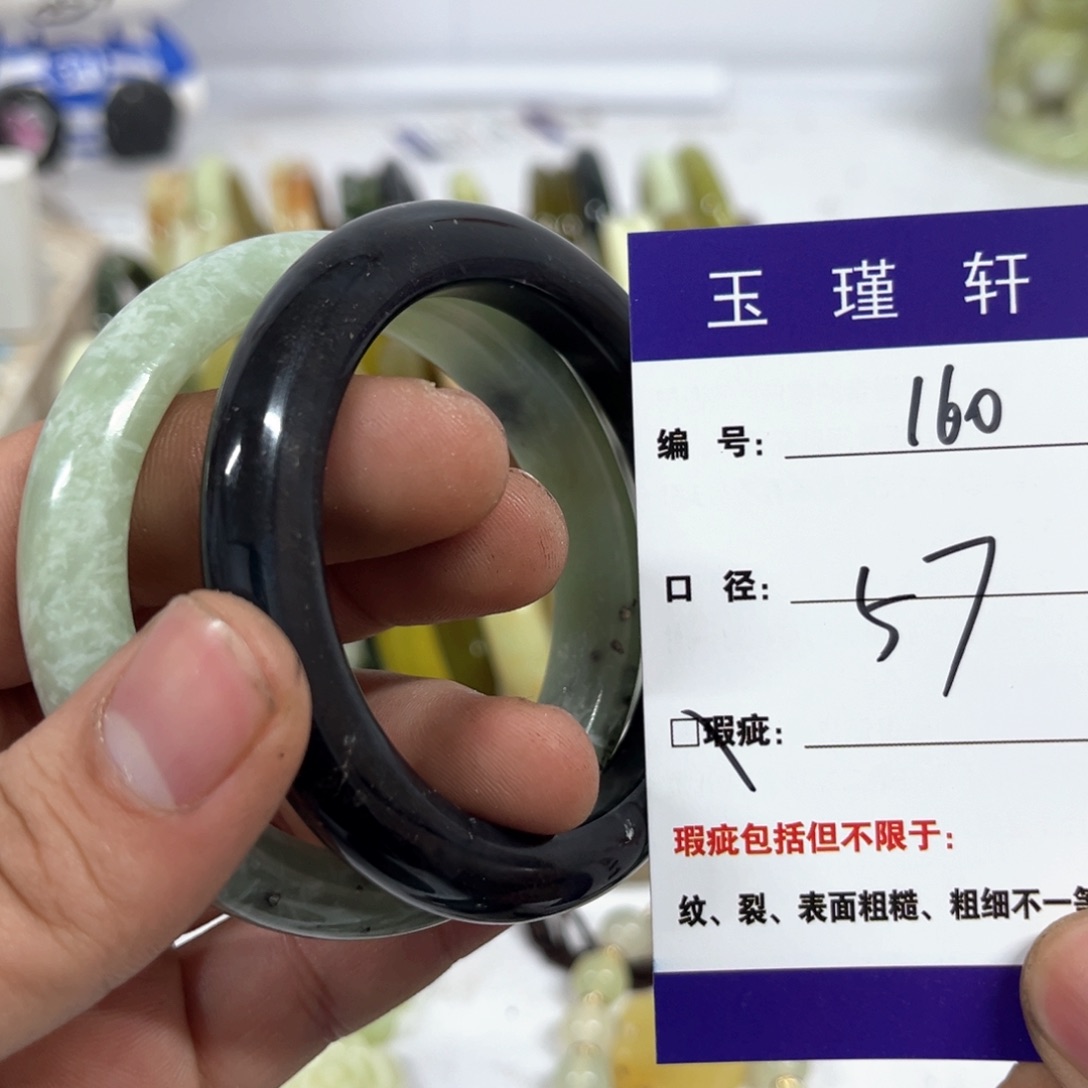 玉瑾轩
编号: 160
口径: 57
□瑕疵:
瑕疵包括但不限于:
纹、裂、表面粗糙、粗细不一等